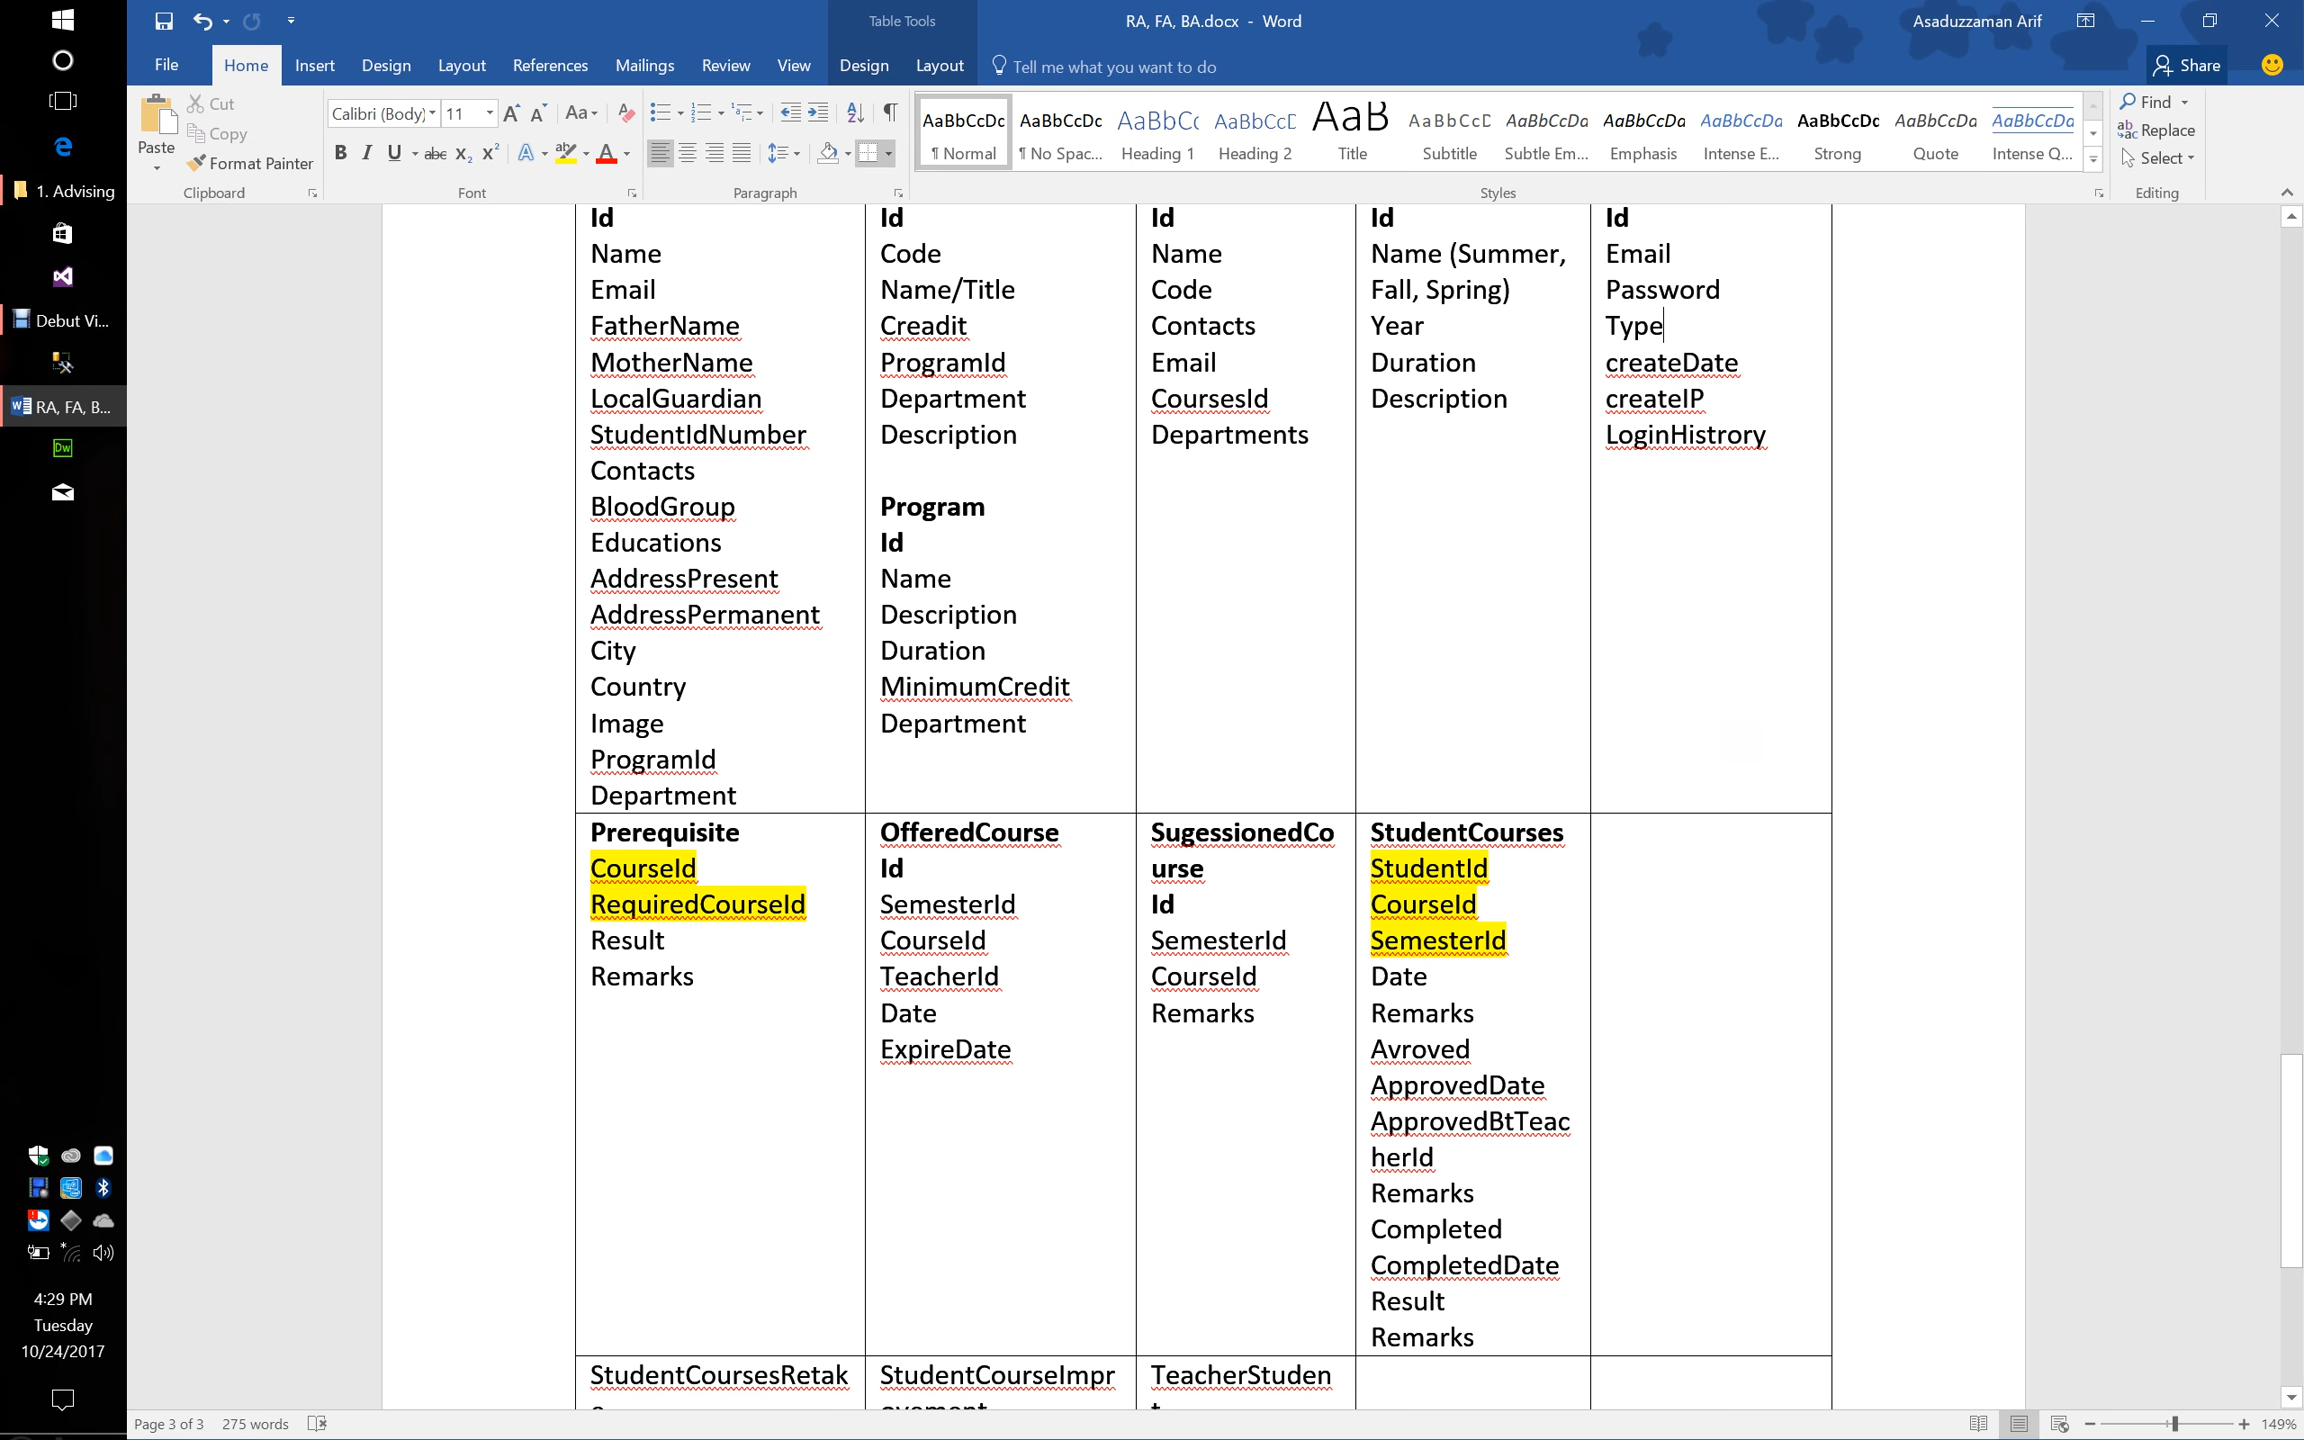 Table Tools
RA, FA, BA.docx - Word
Asaduzzaman Arif
File
Home
Insert
Design
Layout
References
Mailings
Review
View
Design
Layout
Tell me what you want to do
Share
Paste
Cut
Copy
Format Painter
Clipboard
Calibri (Body)
11
Font
Paragraph
AaBbCcDc
¶ Normal
AaBbCcDc
¶ No Spac...
AaBbCc
Heading 1
AaBbCcE
Heading 2
AaB
Title
AaBbCcD
Subtitle
AaBbCcDa
Subtle Em...
AaBbCcDa
Emphasis
AaBbCcDa
Intense E...
AaBbCcDc
Strong
AaBbCcDa
Quote
AaBbCcDa
Intense Q...
Styles
Find
Replace
Select
Editing
1. Advising
Debut Vi...
RA, FA, B...
4:29 PM
Tuesday
10/24/2017
Id
Name
Email
FatherName
MotherName
LocalGuardian
StudentIdNumber
Contacts
BloodGroup
Educations
AddressPresent
AddressPermanent
City
Country
Image
ProgramId
Department
Id
Code
Name/Title
Creadit
ProgramId
Department
Description
Program
Id
Name
Description
Duration
MinimumCredit
Department
Id
Name
Code
Contacts
Email
CoursesId
Departments
Id
Name (Summer,
Fall, Spring)
Year
Duration
Description
Id
Email
Password
Type
createDate
createIP
LoginHistrory
Prerequisite
CourseId
RequiredCourseId
Result
Remarks
OfferedCourse
Id
SemesterId
CourseId
TeacherId
Date
ExpireDate
SugessionedCo
urse
Id
SemesterId
CourseId
Remarks
StudentCourses
StudentId
CourseId
SemesterId
Date
Remarks
Avroved
ApprovedDate
ApprovedBtTeac
herId
Remarks
Completed
CompletedDate
Result
Remarks
StudentCoursesRetak
StudentCourseImpr
TeacherStuden
Page 3 of 3
275 words
149%